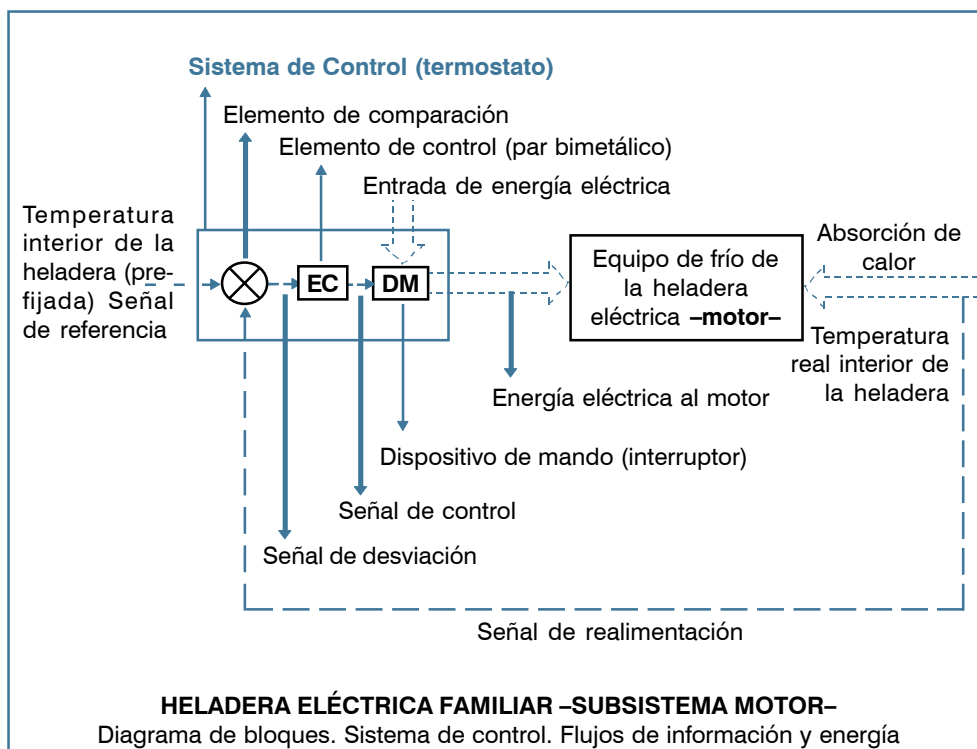 Sistema de Control (termostato)
Elemento de comparación
Elemento de control (par bimetálico)
Entrada de energía eléctrica
Temperatura
interior de la
heladera (pre-
fijada) Señal
de referencia
EC
DM
Equipo de frío de
la heladera
eléctrica –motor–
Absorción de
calor
Temperatura
real interior de
la heladera
Energía eléctrica al motor
Dispositivo de mando (interruptor)
Señal de control
Señal de desviación
Señal de realimentación
HELADERA ELÉCTRICA FAMILIAR –SUBSISTEMA MOTOR–
Diagrama de bloques. Sistema de control. Flujos de información y energía